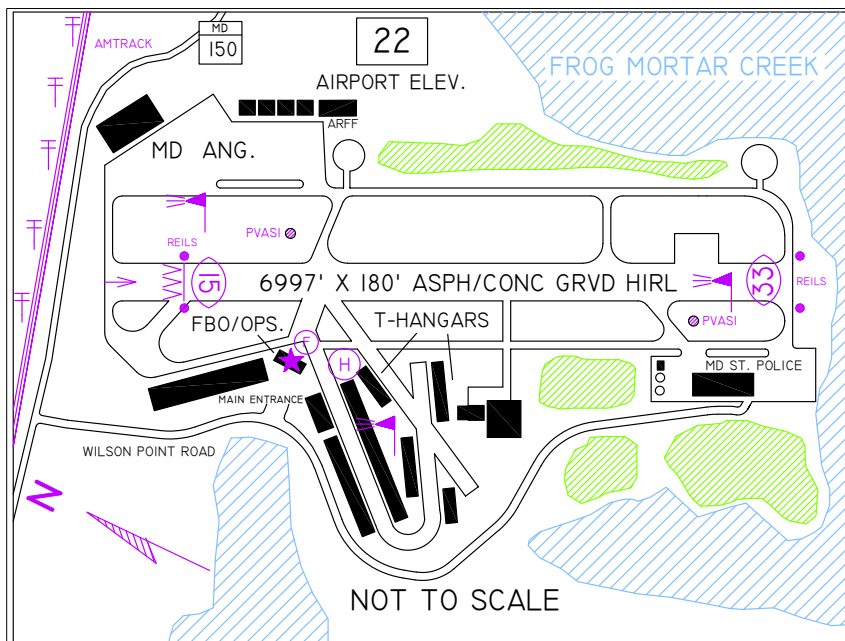 MD
150
22
AIRPORT ELEV.
AMTRACK
FROG MORTAR CREEK
ARFF
MD ANG.
PVASI
REILS
15
6997' X 180' ASPH/CONC GRVD HIRL
33
REILS
FBO/OPS.
T-HANGARS
PVASI
F
H
MD ST. POLICE
MAIN ENTRANCE
WILSON POINT ROAD
N
NOT TO SCALE